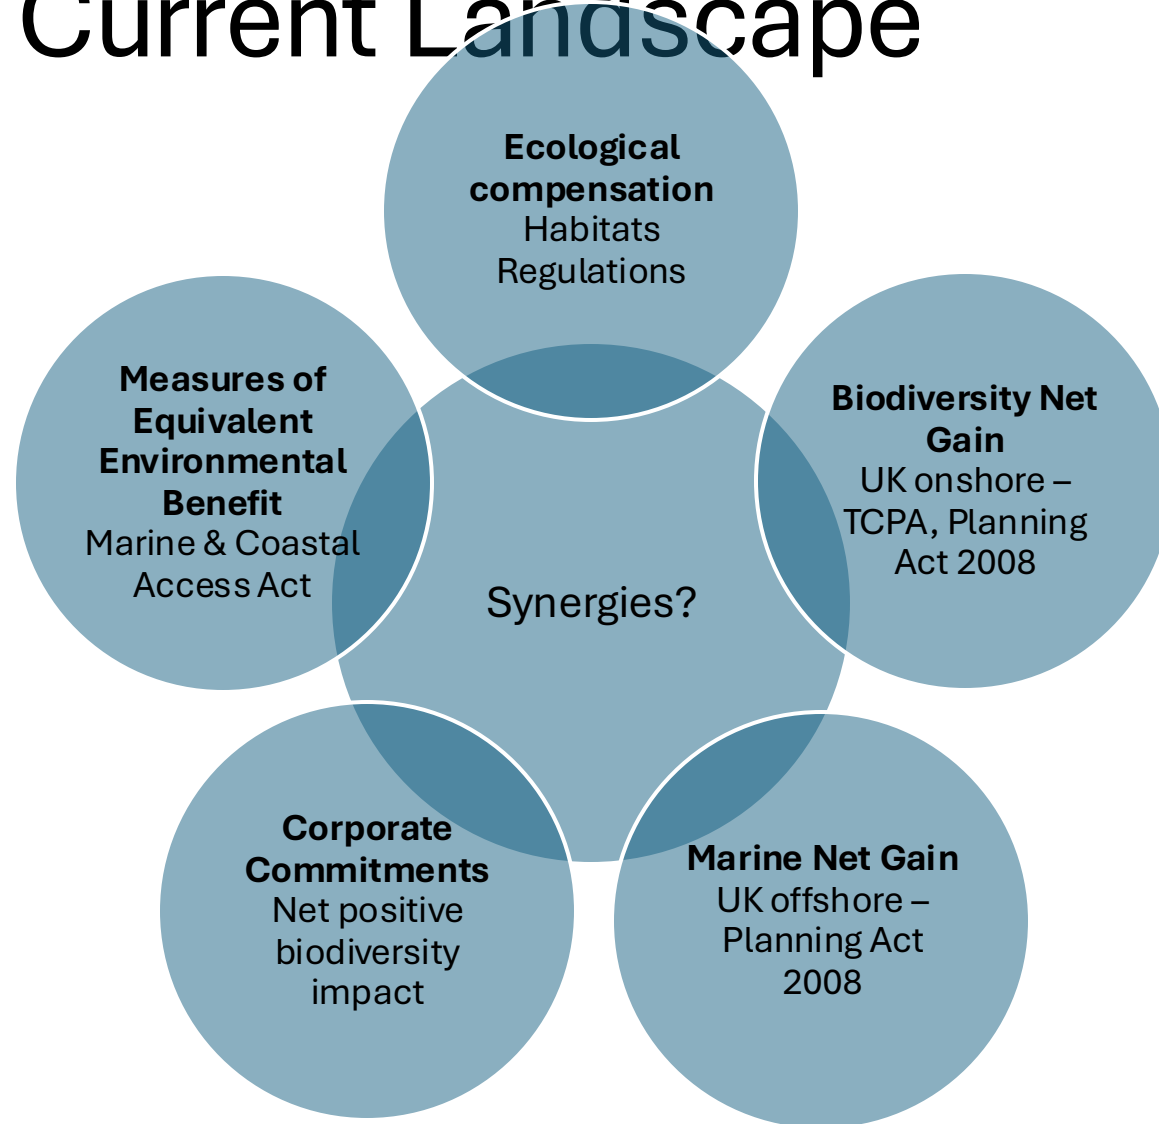 Current Landscape
Ecological
compensation
Habitats
Regulations
Measures of
Equivalent
Environmental
Benefit
Marine & Coastal
Access Act
Biodiversity Net
Gain
UK onshore –
TCPA, Planning
Act 2008
Synergies?
Corporate
Commitments
Net positive
biodiversity
impact
Marine Net Gain
UK offshore –
Planning Act
2008